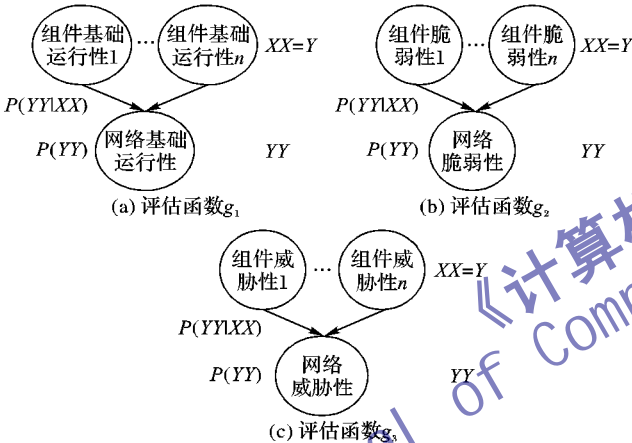 组件基础
运行性1
…
组件基础
运行性n
XX=Y
P(YY|XX)
P(YY)
网络基础
运行性
YY
(a) 评估函数g1
组件脆
弱性1
…
组件脆
弱性n
XX=Y
P(YY|XX)
P(YY)
网络
脆弱性
YY
(b) 评估函数g2
组件威
胁性1
…
组件威
胁性n
XX=Y
P(YY|XX)
P(YY)
网络
威胁性
YY
(c) 评估函数g3
《计算
of Comp